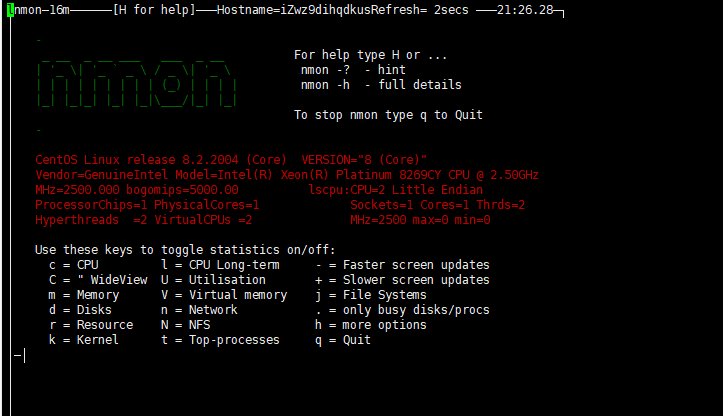 lnmon─16m──────[H for help]───Hostname=iZwz9dihqdkusRefresh= 2secs ───21:26.28─┐
For help type H or ...
nmon -?  - hint
nmon -h  - full details
nmon
To stop nmon type q to Quit
CentOS Linux release 8.2.2004 (Core)  VERSION="8 (Core)"
Vendor=GenuineIntel Model=Intel(R) Xeon(R) Platinum 8269CY CPU @ 2.50GHz
MHz=2500.000 bogomips=5000.00          lscpu:CPU=2 Little Endian
ProcessorChips=1 PhysicalCores=1             Sockets=1 Cores=1 Thrds=2
Hyperthreads  =2 VirtualCPUs =2              MHz=2500 max=0 min=0
Use these keys to toggle statistics on/off:
c = CPU         l = CPU Long-term     - = Faster screen updates
C = " WideView  U = Utilisation       + = Slower screen updates
m = Memory      V = Virtual memory    j = File Systems
d = Disks       n = Network           . = only busy disks/procs
r = Resource    N = NFS               h = more options
k = Kernel      t = Top-processes     q = Quit